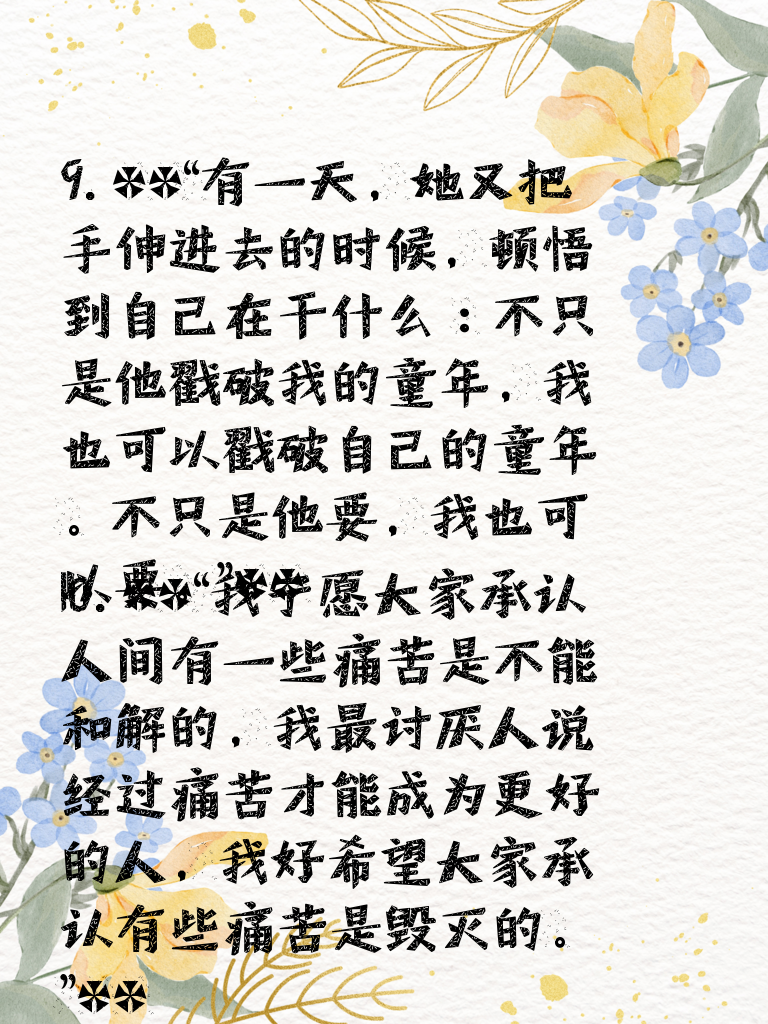 9. **“有一天，她又把
手伸进去的时候，顿悟
到自己在干什么：不只
是他戳破我的童年，我
也可以戳破自己的童年
。不只是他要，我也可
以要。”**
10. **“我宁愿大家承认
人间有一些痛苦是不能
和解的，我最讨厌人说
经过痛苦才能成为更好
的人，我好希望大家承
认有些痛苦是毁灭的。
”**